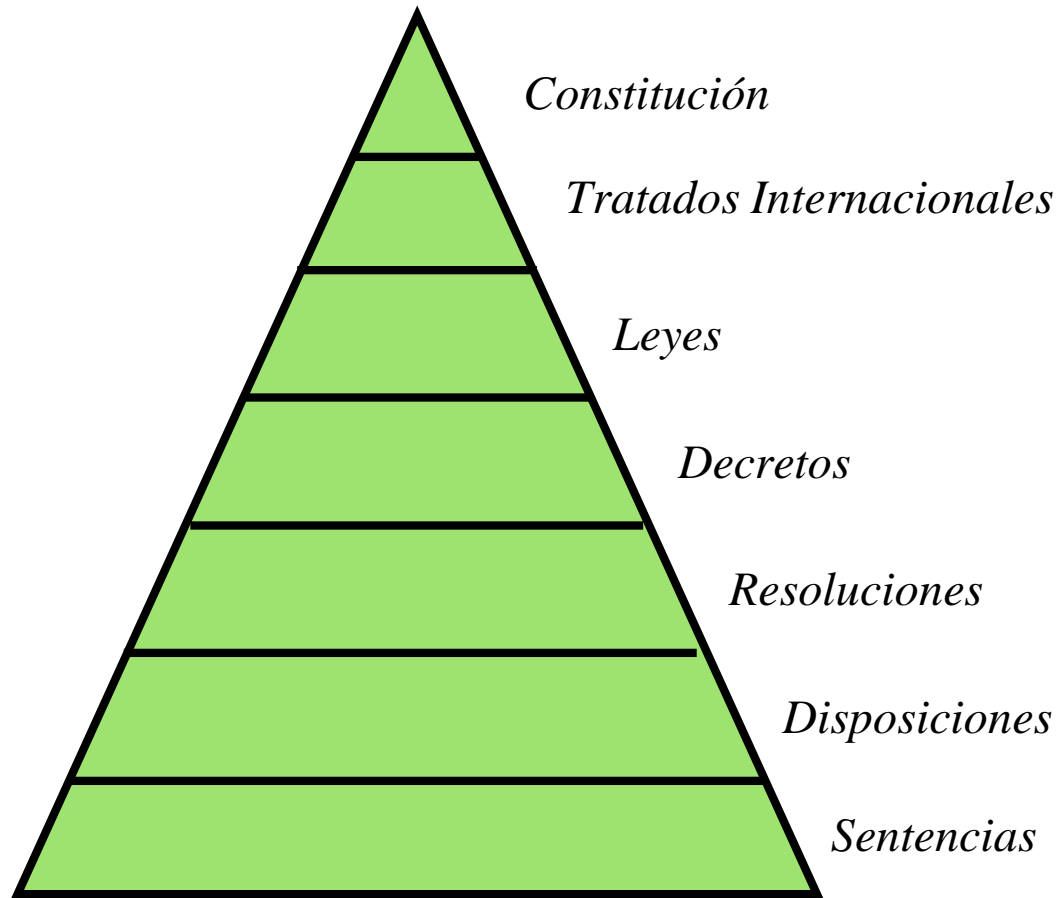 Constitución
Tratados Internacionales
Leyes
Decretos
Resoluciones
Disposiciones
Sentencias